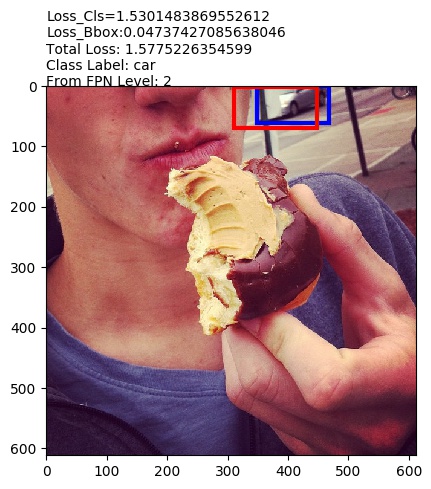 Loss_Cls=1.5301483869552612
Loss_Bbox:0.04737427085638046
Total Loss: 1.5775226354599
Class Label: car
From FPN Level: 2
0
100
200
300
400
500
600
0 100 200 300 400 500 600